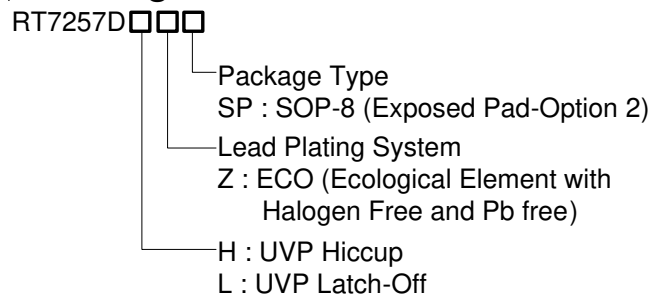 RT7257D□□□
Package Type
SP : SOP-8 (Exposed Pad-Option 2)
Lead Plating System
Z : ECO (Ecological Element with
Halogen Free and Pb free)
H : UVP Hiccup
L : UVP Latch-Off